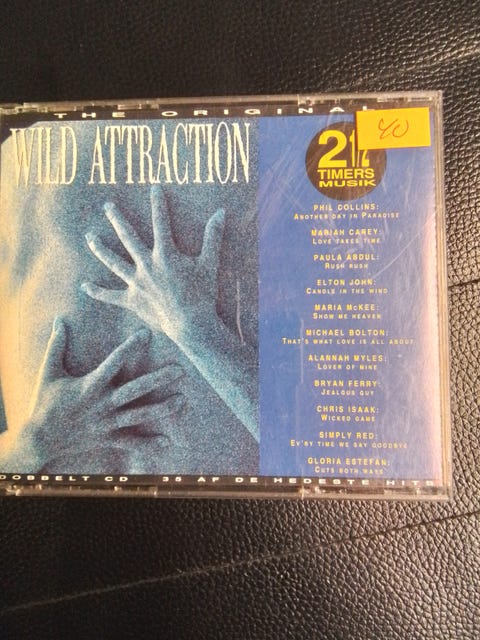 THE ORIGINAL
WILD ATTRACTION
40
TIMERS
MUSIK
PHIL COLLINS:
ANOTHER DAY IN PARADISE
MARIAH CAREY:
LOVE TAKES TIME
PAULA ABDUL:
RUSH RUSH
ELTON JOHN:
CANDLE IN THE WIND
MARIA MCKEE:
SHOW ME HEAVEN
MICHAEL BOLTON:
THAT'S WHAT LOVE IS ALL ABOUT
ALANNAH MYLES:
LOVER OF MINE
BRYAN FERRY:
JEALOUS GUY
CHRIS ISAAK:
WICKED GAME
SIMPLY RED:
EV'RY TIME WE SAY GOODBYE
GLORIA ESTEFAN:
CUTS BOTH WAYS
DOBBELT CD 35 AF DE HEDESTE HITS